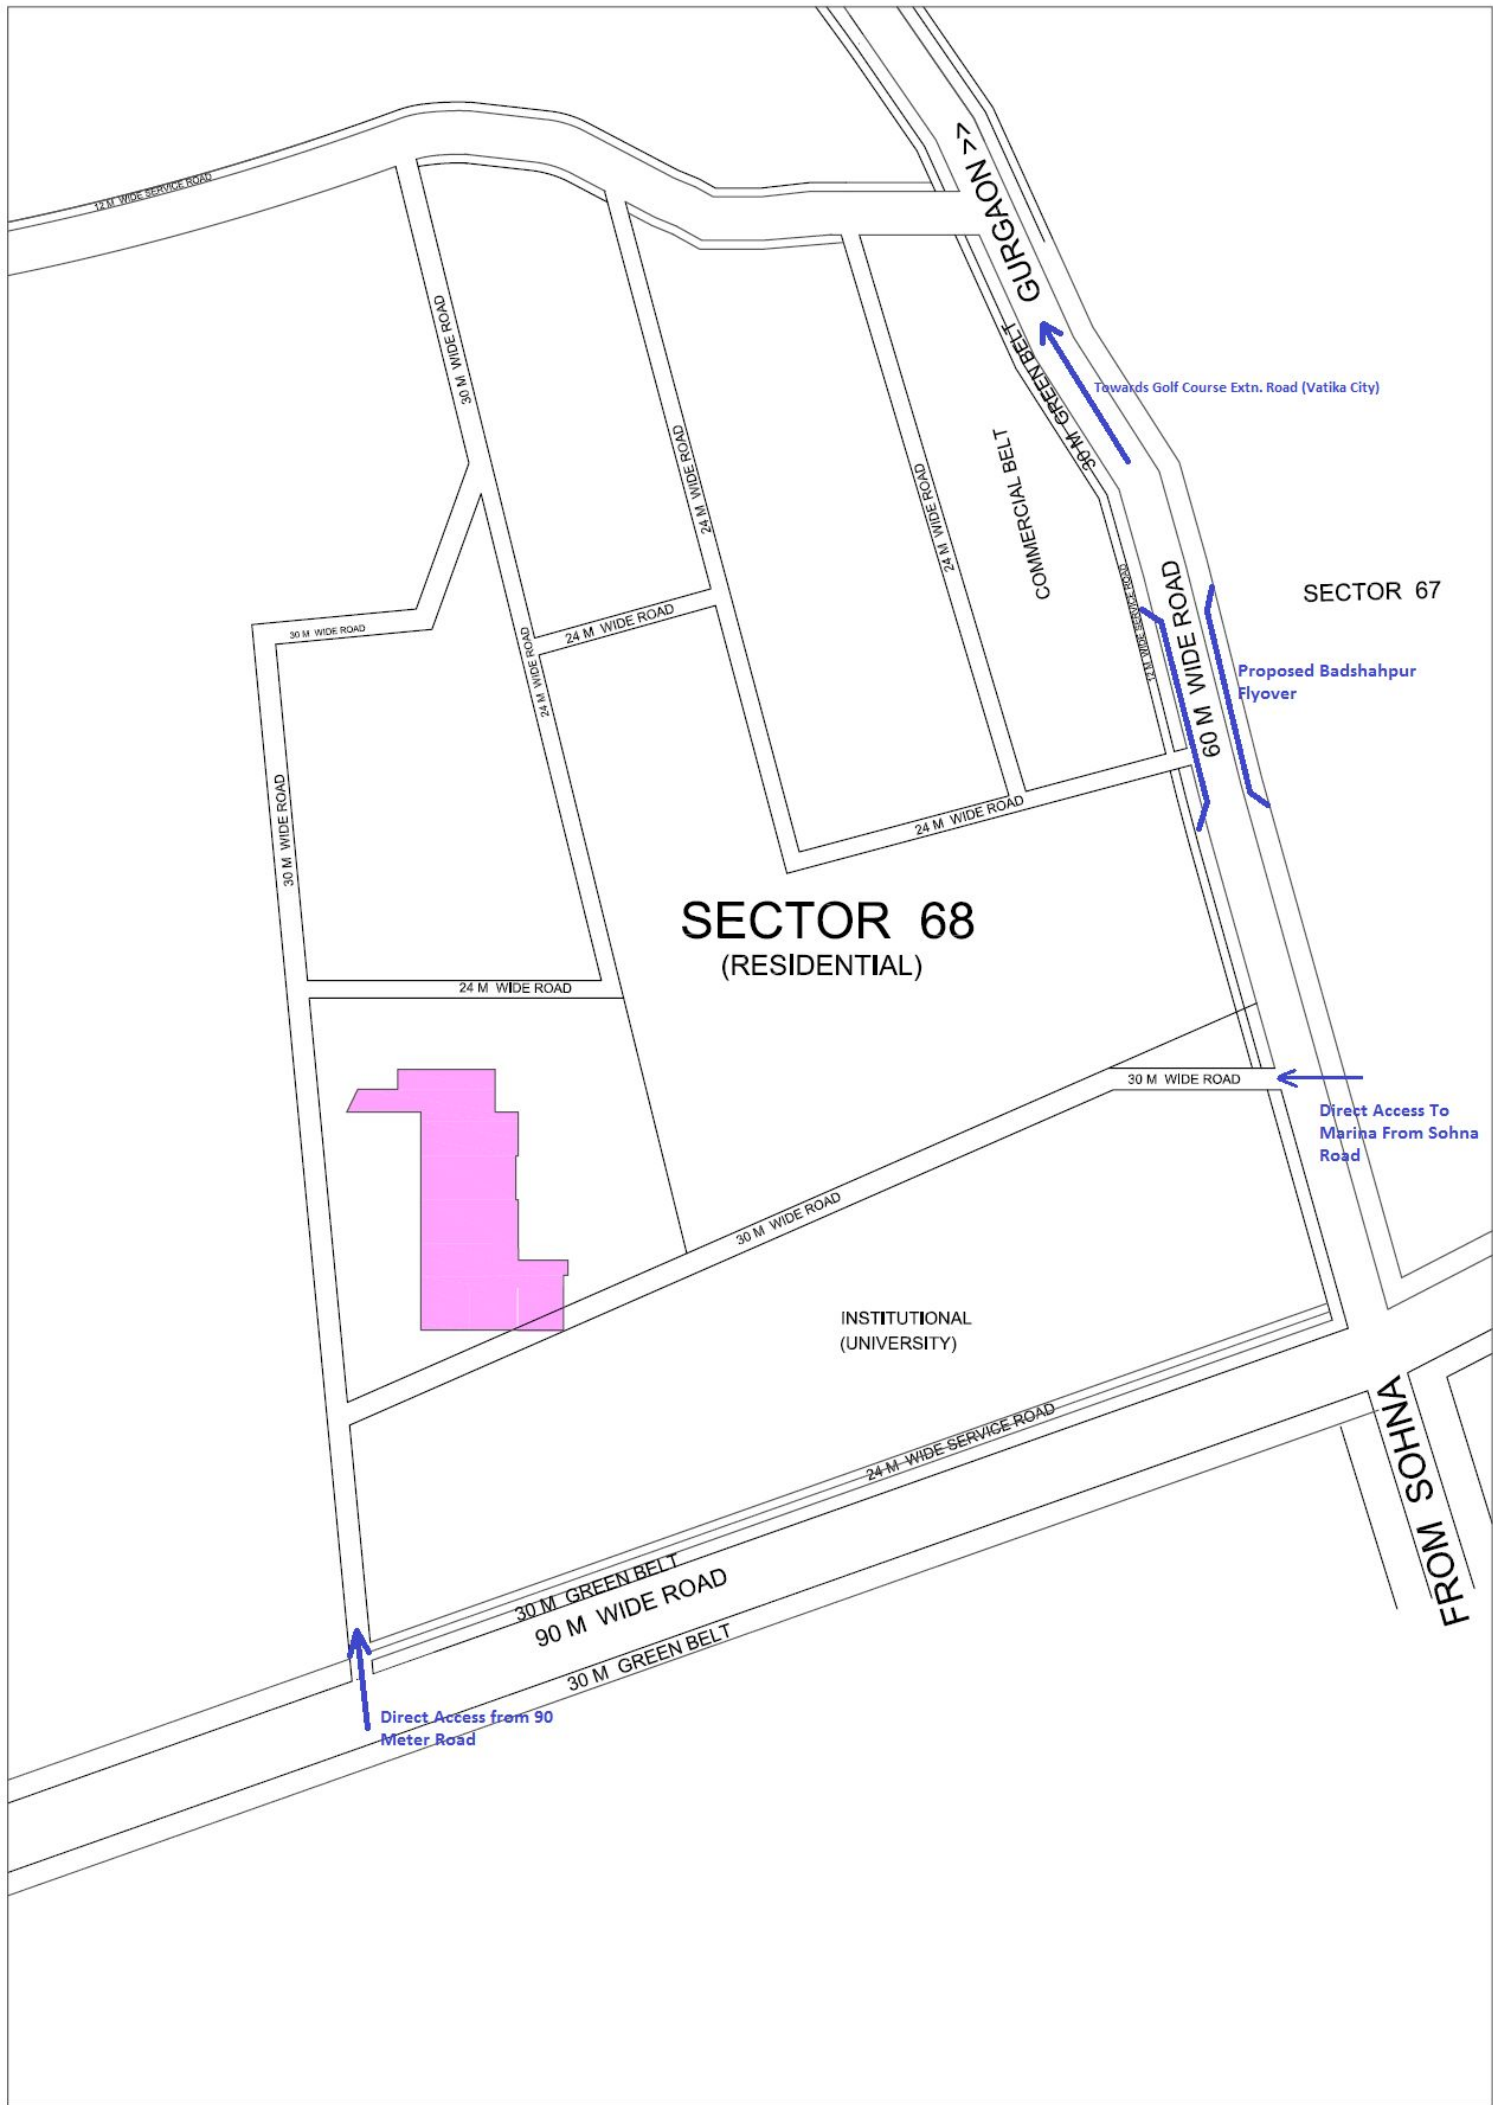 12 M WIDE SERVICE ROAD
GURGAON >>
30 M WIDE ROAD
30 M GREEN BELT
Towards Golf Course Extn. Road (Vatika City)
24 M WIDE ROAD
24 M WIDE ROAD
COMMERCIAL BELT
12 M WIDE SERVICE ROAD
60 M WIDE ROAD
SECTOR 67
30 M WIDE ROAD
24 M WIDE ROAD
24 M WIDE ROAD
Proposed Badshahpur
Flyover
30 M WIDE ROAD
24 M WIDE ROAD
SECTOR 68
(RESIDENTIAL)
24 M WIDE ROAD
30 M WIDE ROAD
Direct Access To
Marina From Sohna
Road
30 M WIDE ROAD
INSTITUTIONAL
(UNIVERSITY)
24 M WIDE SERVICE ROAD
FROM SOHNA
30 M GREEN BELT
90 M WIDE ROAD
30 M GREEN BELT
Direct Access from 90
Meter Road